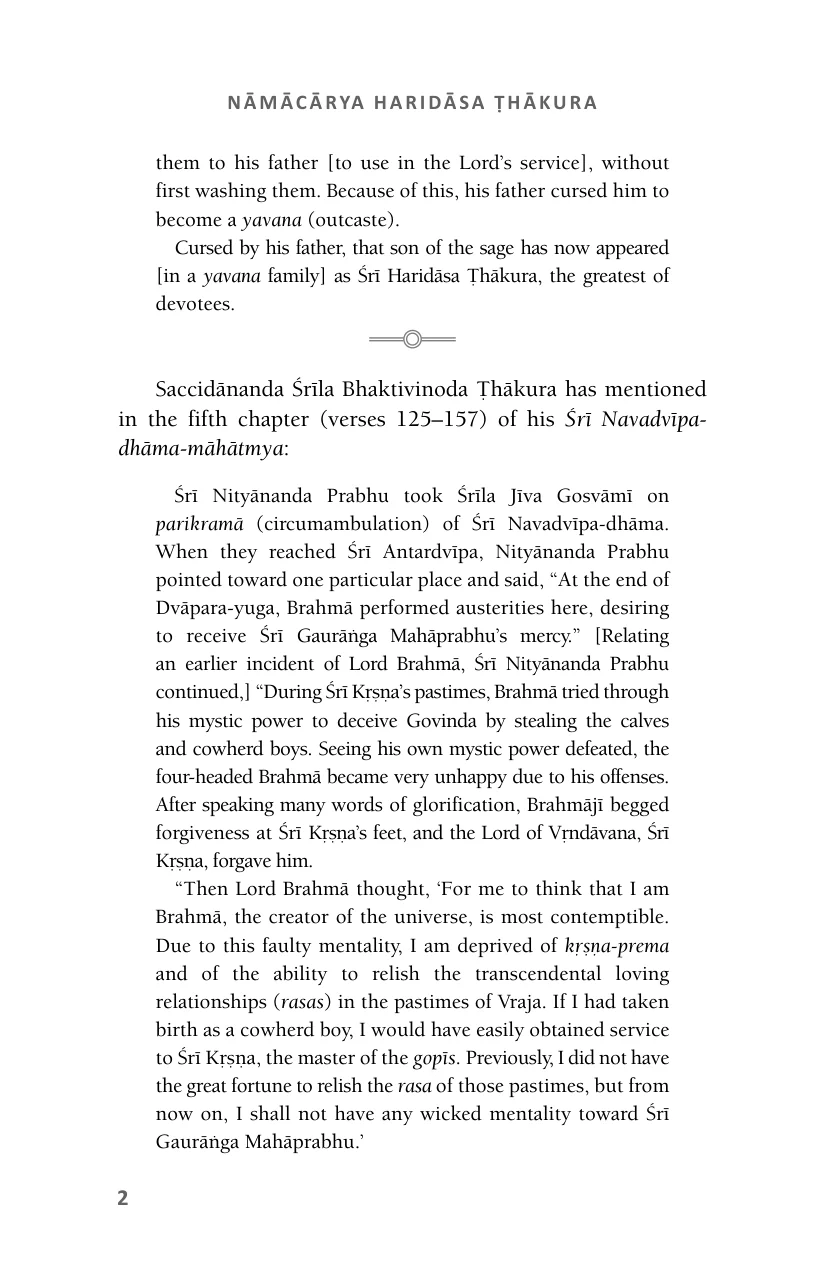 NĀMĀCĀRYA HARIDĀSA ṬHĀKURA
them to his father [to use in the Lord’s service], without
first washing them. Because of this, his father cursed him to
become a yavana (outcaste).
Cursed by his father, that son of the sage has now appeared
[in a yavana family] as Śrī Haridāsa Ṭhākura, the greatest of
devotees.
Saccidānanda Śrīla Bhaktivinoda Ṭhākura has mentioned
in the fifth chapter (verses 125–157) of his Śrī Navadvīpa-
dhāma-māhātmya:
Śrī Nityānanda Prabhu took Śrīla Jīva Gosvāmī on
parikramā (circumambulation) of Śrī Navadvīpa-dhāma.
When they reached Śrī Antardvīpa, Nityānanda Prabhu
pointed toward one particular place and said, “At the end of
Dvāpara-yuga, Brahmā performed austerities here, desiring
to receive Śrī Gaurāṅga Mahāprabhu’s mercy.” [Relating
an earlier incident of Lord Brahmā, Śrī Nityānanda Prabhu
continued,] “During Śrī Kṛṣṇa’s pastimes, Brahmā tried through
his mystic power to deceive Govinda by stealing the calves
and cowherd boys. Seeing his own mystic power defeated, the
four-headed Brahmā became very unhappy due to his offenses.
After speaking many words of glorification, Brahmājī begged
forgiveness at Śrī Kṛṣṇa’s feet, and the Lord of Vṛndāvana, Śrī
Kṛṣṇa, forgave him.
“Then Lord Brahmā thought, ‘For me to think that I am
Brahmā, the creator of the universe, is most contemptible.
Due to this faulty mentality, I am deprived of kṛṣṇa-prema
and of the ability to relish the transcendental loving
relationships (rasas) in the pastimes of Vraja. If I had taken
birth as a cowherd boy, I would have easily obtained service
to Śrī Kṛṣṇa, the master of the gopīs. Previously, I did not have
the great fortune to relish the rasa of those pastimes, but from
now on, I shall not have any wicked mentality toward Śrī
Gaurāṅga Mahāprabhu.’
2